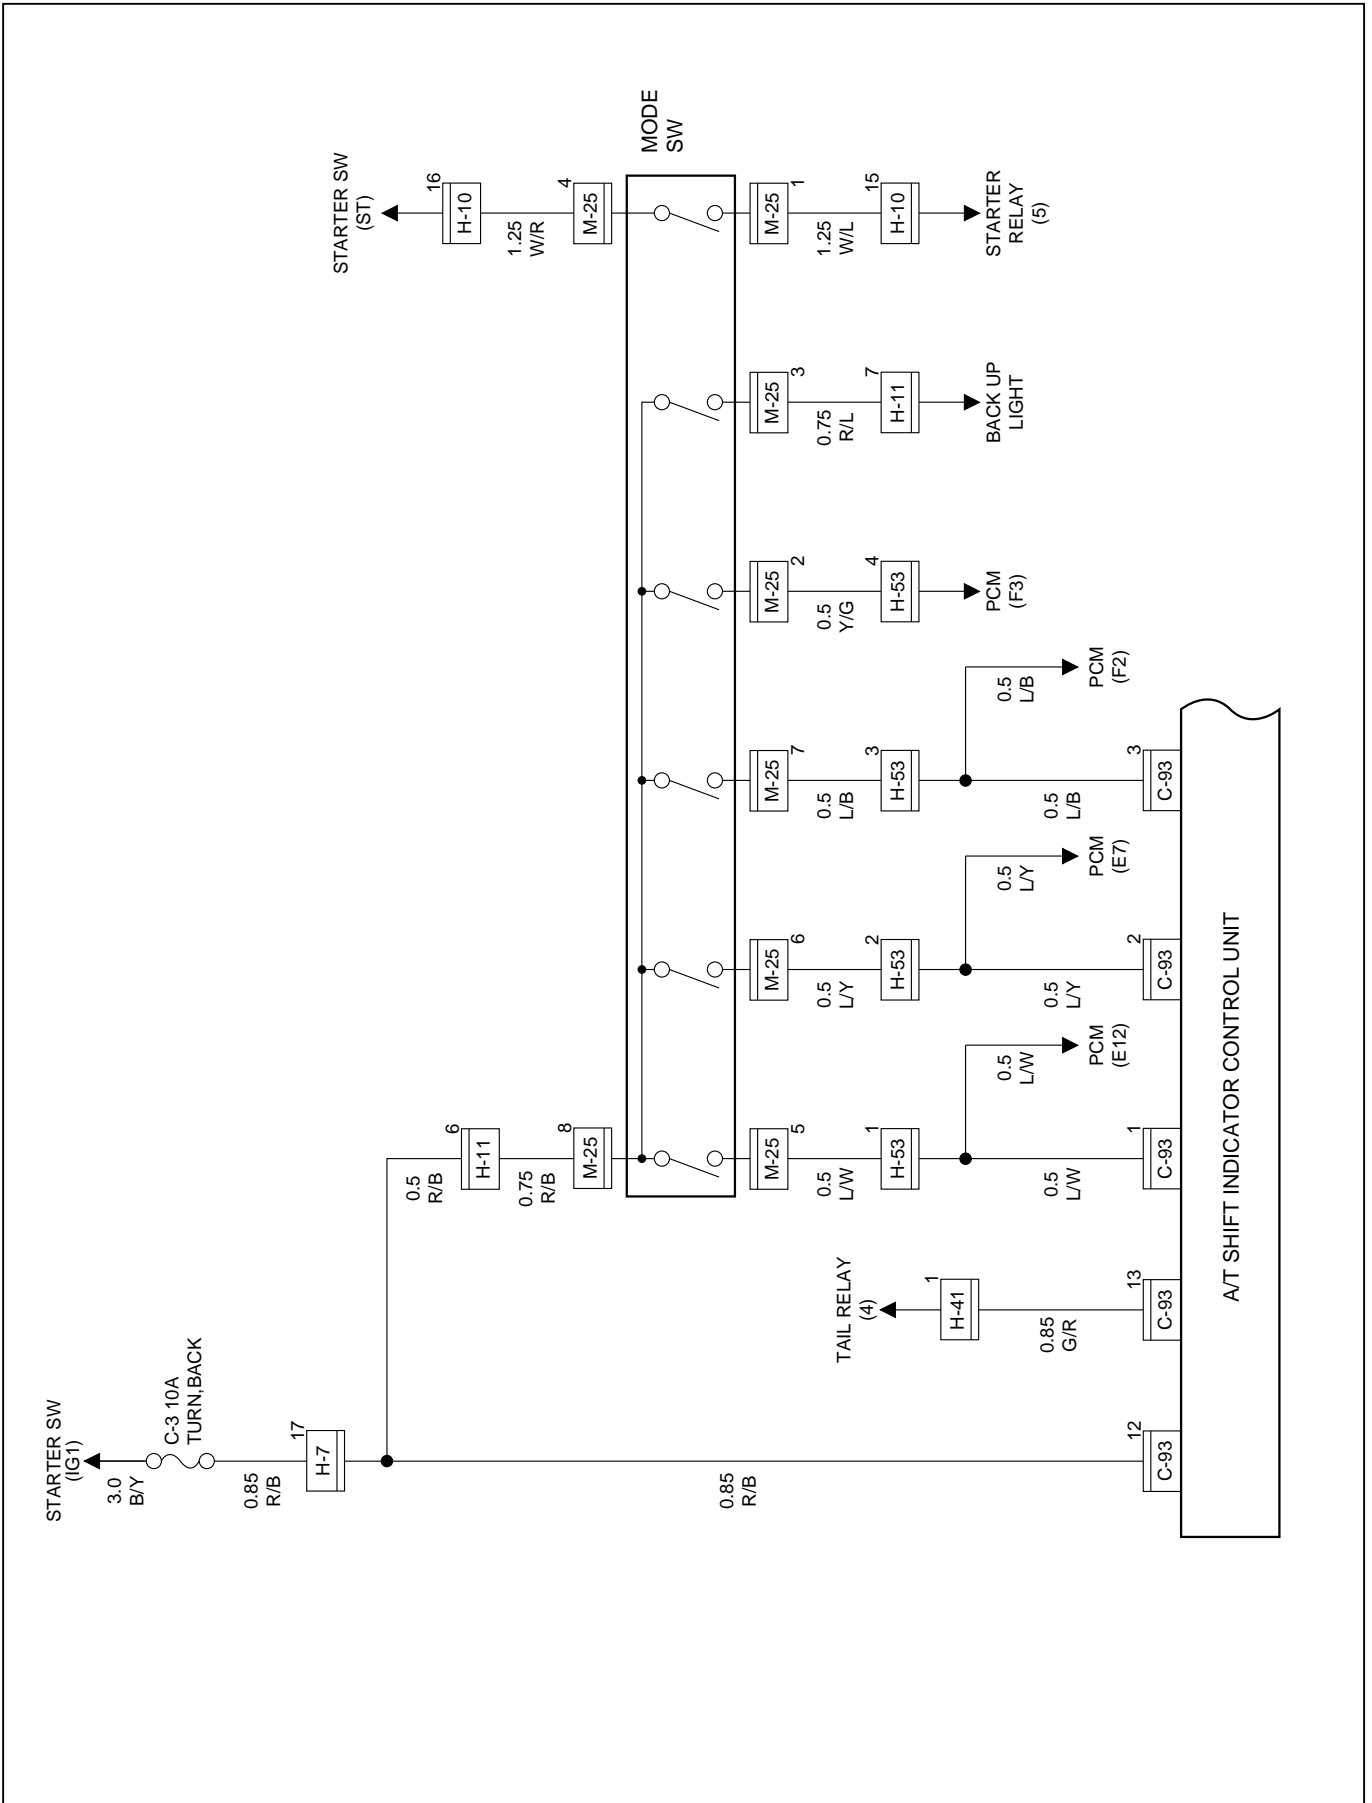 STARTER SW
(IG1)
3.0
B/Y
C-3 10A
TURN,BACK
0.85
R/B
17
H-7
0.85
R/B
12
C-93
TAIL RELAY
(4)
1
H-41
0.85
G/R
13
C-93
0.5
R/B
6
H-11
0.75
R/B
8
M-25
M-25
5
0.5
L/W
1
H-53
0.5
L/W
PCM
(E12)
0.5
L/W
1
C-93
M-25
6
0.5
L/Y
2
H-53
0.5
L/Y
PCM
(E7)
0.5
L/Y
2
C-93
M-25
7
0.5
L/B
3
H-53
0.5
L/B
PCM
(F2)
0.5
L/B
3
C-93
M-25
2
0.5
Y/G
4
H-53
PCM
(F3)
M-25
3
0.75
R/L
7
H-11
BACK UP
LIGHT
STARTER SW
(ST)
16
H-10
1.25
W/R
4
M-25
MODE
SW
M-25
1
1.25
W/L
15
H-10
STARTER
RELAY
(5)
A/T SHIFT INDICATOR CONTROL UNIT